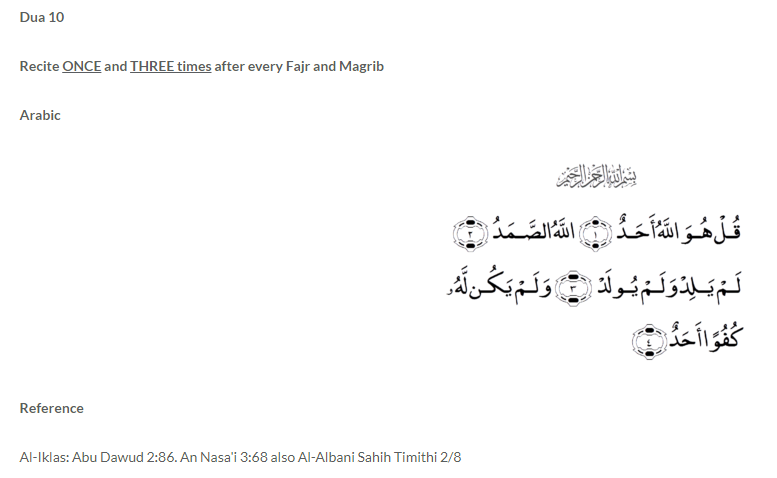 Dua 10
Recite ONCE and THREE times after every Fajr and Magrib
Arabic
بِسْمِ اللَّهِ الرَّحْمَٰنِ الرَّحِيمِ
قُلْ هُوَ اللَّهُ أَحَدٌ ١ اللَّهُ الصَّمَدُ ٢
لَمْ يَلِدْ وَلَمْ يُولَدْ ٣ وَلَمْ يَكُن لَّهُۥ
كُفُوًا أَحَدٌ ٤
Reference
Al-Iklas: Abu Dawud 2:86. An Nasa'i 3:68 also Al-Albani Sahih Timithi 2/8